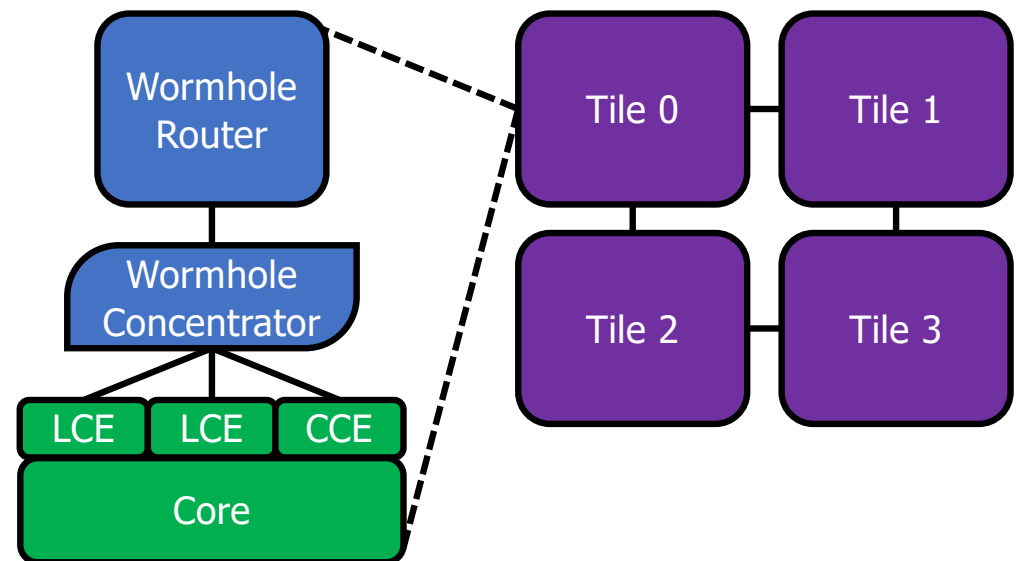 Wormhole
Router
Wormhole
Concentrator
LCE
LCE
CCE
Core
Tile 0
Tile 1
Tile 2
Tile 3